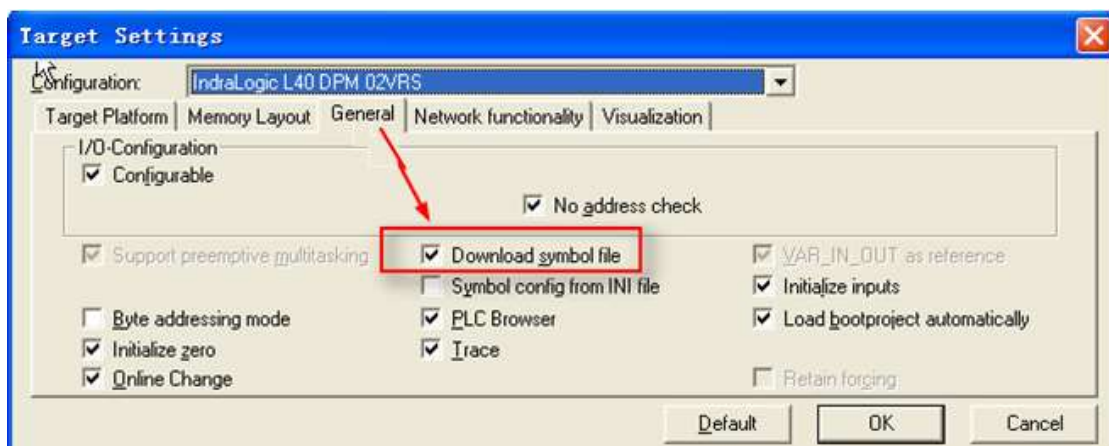 Target Settings
Configuration: IndraLogic L40 DPM 02VRS
Target Platform Memory Layout General Network functionality Visualization
I/O-Configuration
Configurable
No address check
Support preemptive multitasking Download symbol file VAR_IN_OUT as reference
Symbol config from INI file Initialize inputs
Byte addressing mode PLC Browser Load bootproject automatically
Initialize zero Trace
Online Change Retain forcing
Default OK Cancel